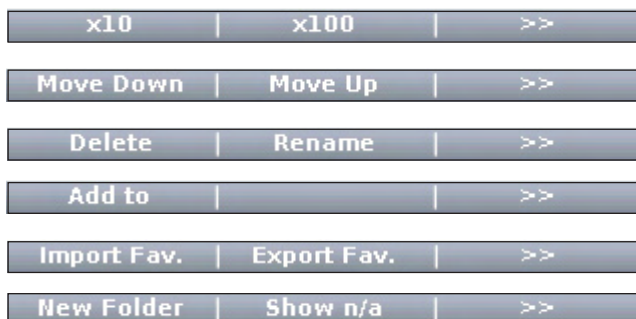 x10 | x100 | >>
Move Down | Move Up | >>
Delete | Rename | >>
Add to | | >>
Import Fav. | Export Fav. | >>
New Folder | Show n/a | >>